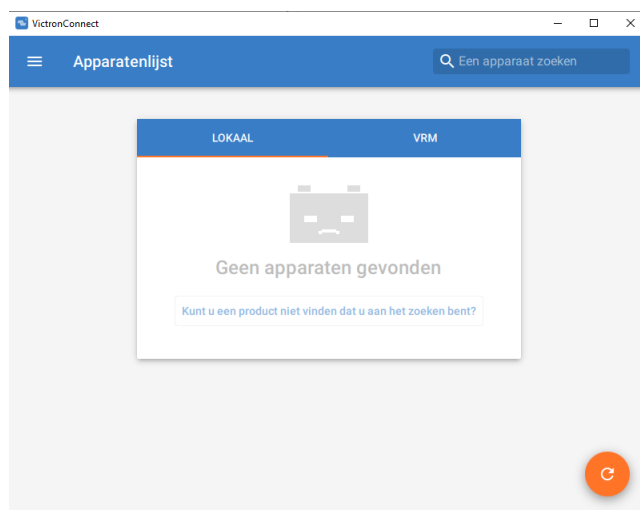 VictronConnect
Apparatenlijst
Een apparaat zoeken
LOKAAL
VRM
Geen apparaten gevonden
Kunt u een product niet vinden dat u aan het zoeken bent?